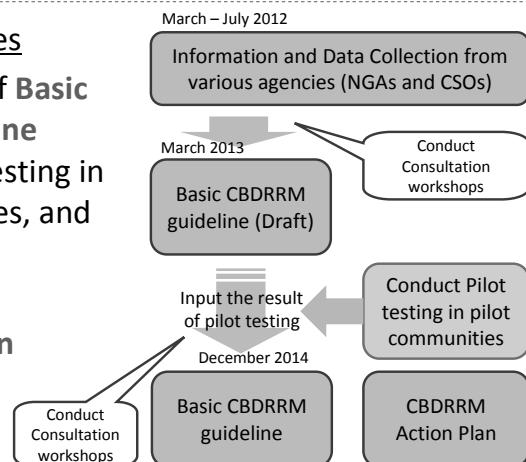 es
f Basic
ne
esting in
es, and
n
March – July 2012
Information and Data Collection from
various agencies (NGAs and CSOs)
Conduct
Consultation
workshops
March 2013
Basic CBDRRM
guideline (Draft)
Input the result
of pilot testing
Conduct Pilot
testing in pilot
communities
December 2014
Conduct
Consultation
workshops
Basic CBDRRM
guideline
CBDRRM
Action Plan